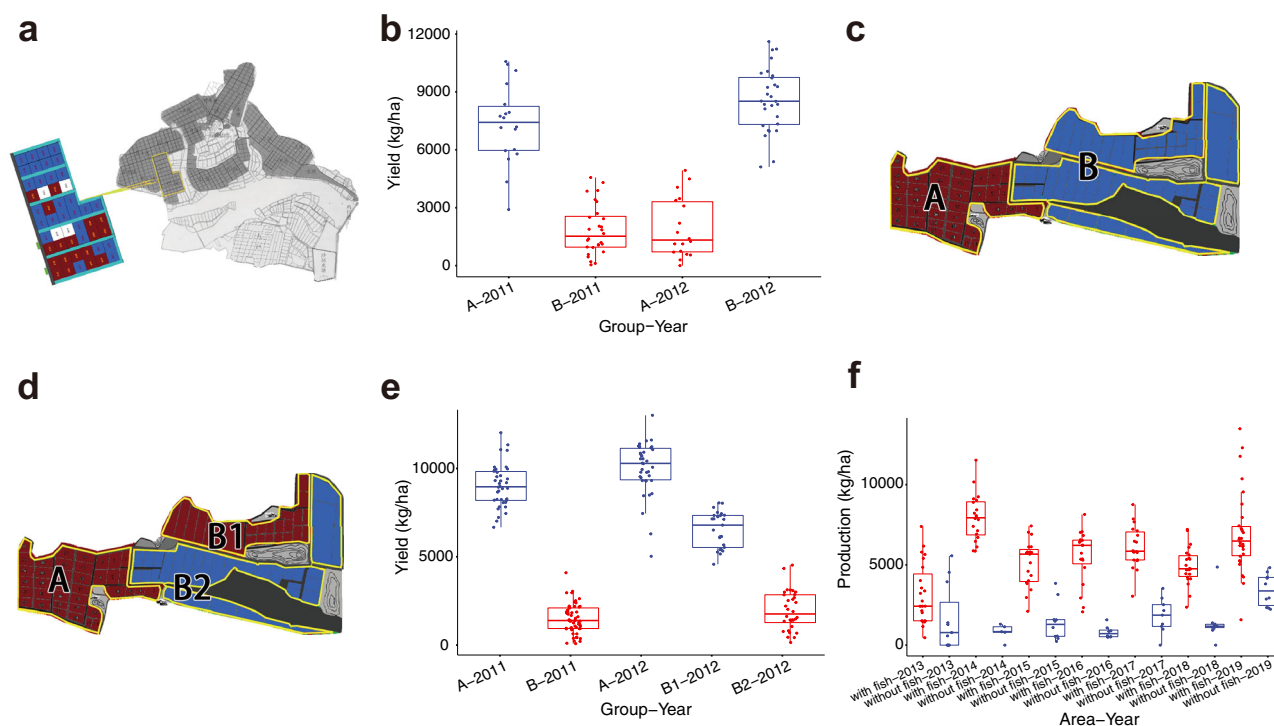 a
b
Yield (kg/ha)
12000
9000
6000
3000
0
A−2011
B−2011
A−2012
B−2012
Group−Year
c
A
B
d
A
B1
B2
e
Yield (kg/ha)
10000
5000
0
A−2011
B−2011
A−2012
B1−2012
B2−2012
Group−Year
f
Production (kg/ha)
10000
5000
0
with fish−2013
without fish−2013
with fish−2014
without fish−2014
with fish−2015
without fish−2015
with fish−2016
without fish−2016
with fish−2017
without fish−2017
with fish−2018
without fish−2018
with fish−2019
without fish−2019
Area−Year